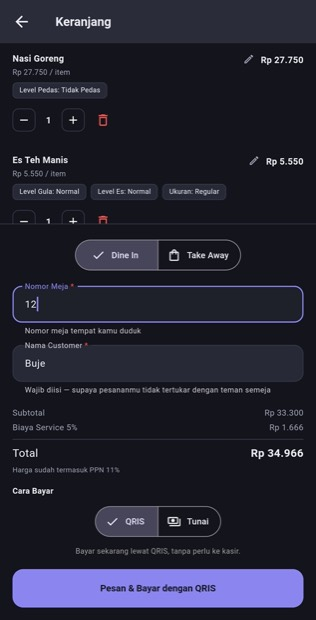 Keranjang
Nasi Goreng Rp 27.750
Rp 27.750 / item
Level Pedas: Tidak Pedas
1
Es Teh Manis Rp 5.550
Rp 5.550 / item
Level Gula: Normal Level Es: Normal Ukuran: Regular
1
Dine In Take Away
Nomor Meja *
12
Nomor meja tempat kamu duduk
Nama Customer *
Buje
Wajib diisi — supaya pesananmu tidak tertukar dengan teman semeja
Subtotal Rp 33.300
Biaya Service 5% Rp 1.666
Total Rp 34.966
Harga sudah termasuk PPN 11%
Cara Bayar
QRIS Tunai
Bayar sekarang lewat QRIS, tanpa perlu ke kasir.
Pesan & Bayar dengan QRIS